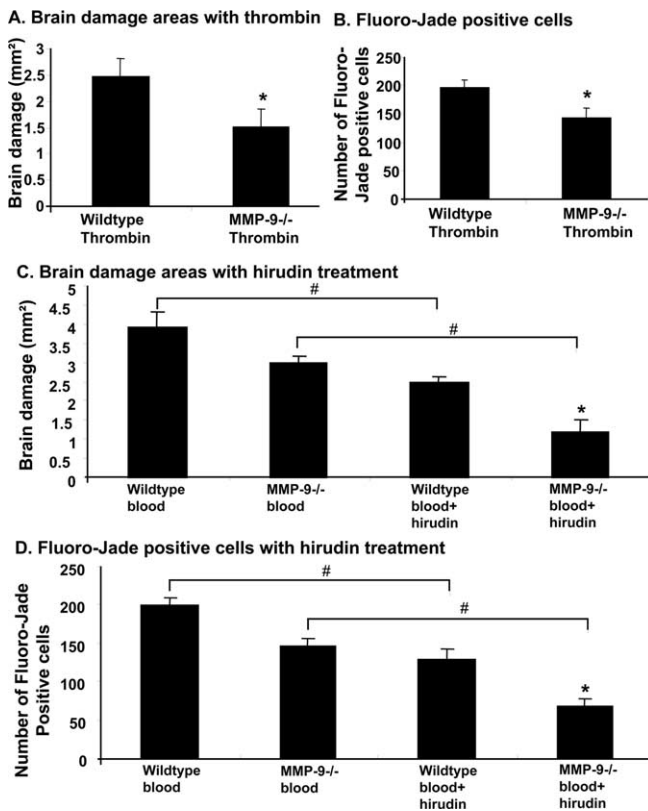 A. Brain damage areas with thrombin
Brain damage (mm²)
2.5
2
1.5
1
0.5
0
*
Wildtype
Thrombin
MMP-9-/-
Thrombin
B. Fluoro-Jade positive cells
Number of Fluoro-
Jade positive cells
250
200
150
100
50
0
*
Wildtype
Thrombin
MMP-9-/-
Thrombin
C. Brain damage areas with hirudin treatment
Brain damage (mm²)
5
4.5
4
3
2.5
1.5
1
0.5
0
#
#
*
Wildtype
blood
MMP-9-/-
blood
Wildtype
blood+
hirudin
MMP-9-/-
blood+
hirudin
D. Fluoro-Jade positive cells with hirudin treatment
Number of Fluoro-Jade
Positive cells
250
200
150
100
50
0
#
#
*
Wildtype
blood
MMP-9-/-
blood
Wildtype
blood+
hirudin
MMP-9-/-
blood+
hirudin